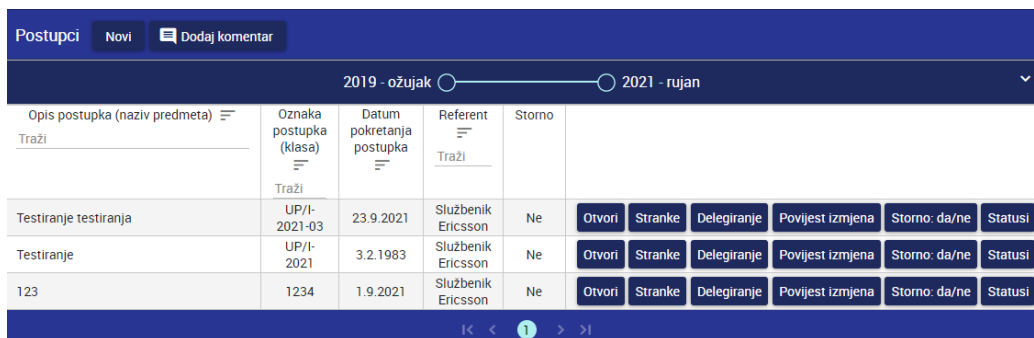 Postupci Novi Dodaj komentar
2019 - ožujak 2021 - rujan
Opis postupka (naziv predmeta)
Traži
Oznaka
postupka
(klasa)
Traži
Datum
pokretanja
postupka
Referent
Traži
Storno
Testiranje testiranja
UP/I-
2021-03
23.9.2021
Službenik
Ericsson
Ne
Otvori Stranke Delegiranje Povijest izmjena Storno: da/ne Statusi
Testiranje
UP/I-
2021
3.2.1983
Službenik
Ericsson
Ne
Otvori Stranke Delegiranje Povijest izmjena Storno: da/ne Statusi
123
1234
1.9.2021
Službenik
Ericsson
Ne
Otvori Stranke Delegiranje Povijest izmjena Storno: da/ne Statusi
1